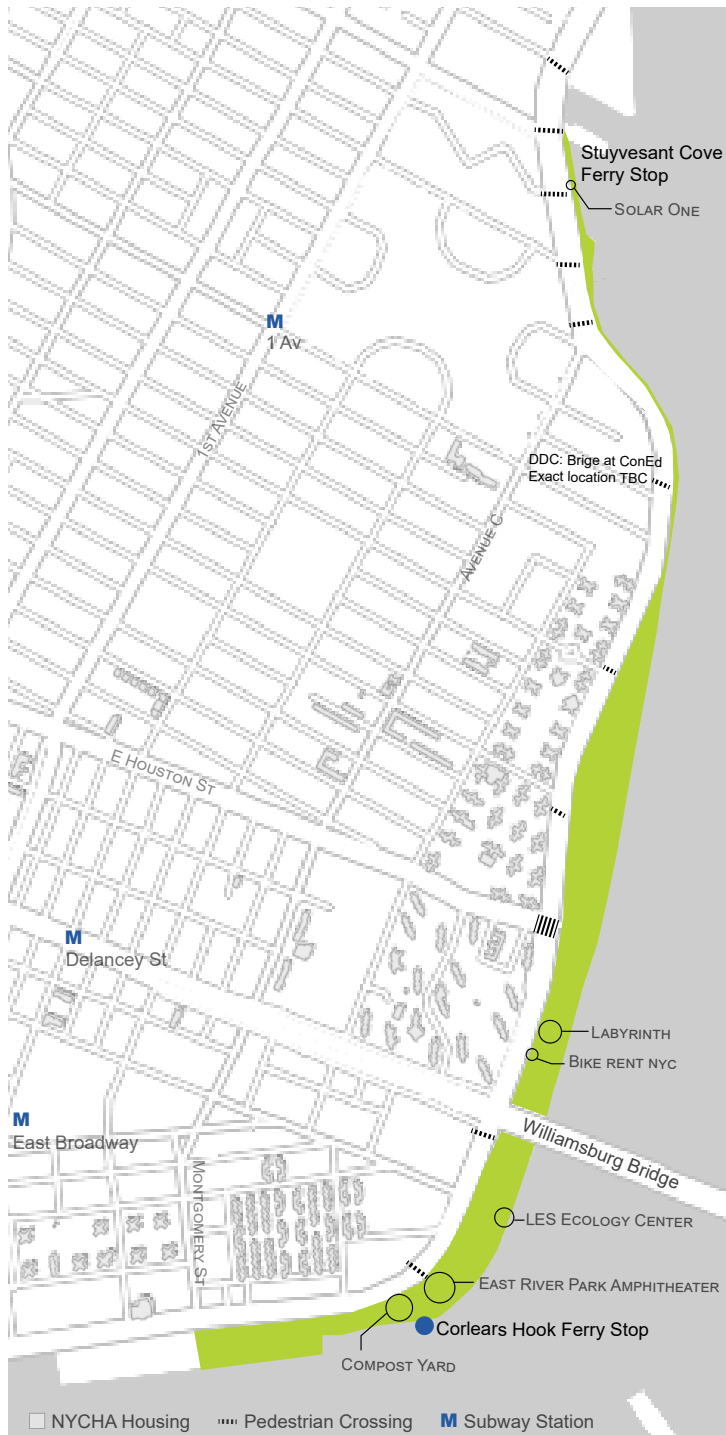 Stuyvesant Cove
Ferry Stop
SOLAR ONE
M
1 Av
1ST AVENUE
DDC: Brige at ConEd
Exact location TBC
AVENUE C
E HOUSTON ST
M
Delancey St
LABYRINTH
BIKE RENT NYC
M
East Broadway
Williamsburg Bridge
MONTGOMERY ST
LES ECOLOGY CENTER
EAST RIVER PARK AMPHITHEATER
Corlears Hook Ferry Stop
COMPOST YARD
NYCHA Housing Pedestrian Crossing M Subway Station